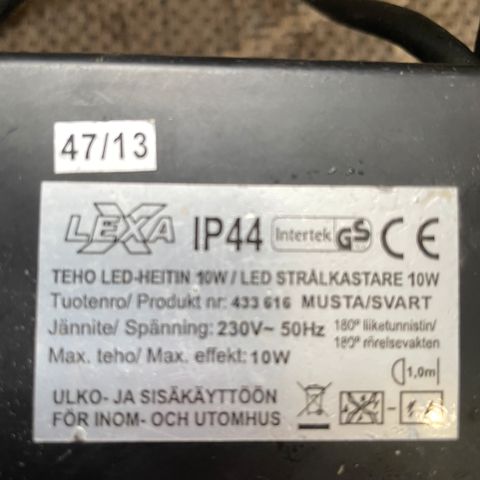 47/13
LEXA IP44 Intertek GS CE
TEHO LED-HEITIN 10W / LED STRÅLKASTARE 10W
Tuotenro/ Produkt nr: 433 616 MUSTA/SVART
Jännite/ Spänning: 230V~ 50Hz 180º liiketunnistin/
180º rörelsevakten
Max. teho/ Max. effekt: 10W
1,0m
ULKO- JA SISÄKÄYTTÖÖN
FÖR INOM- OCH UTOMHUS